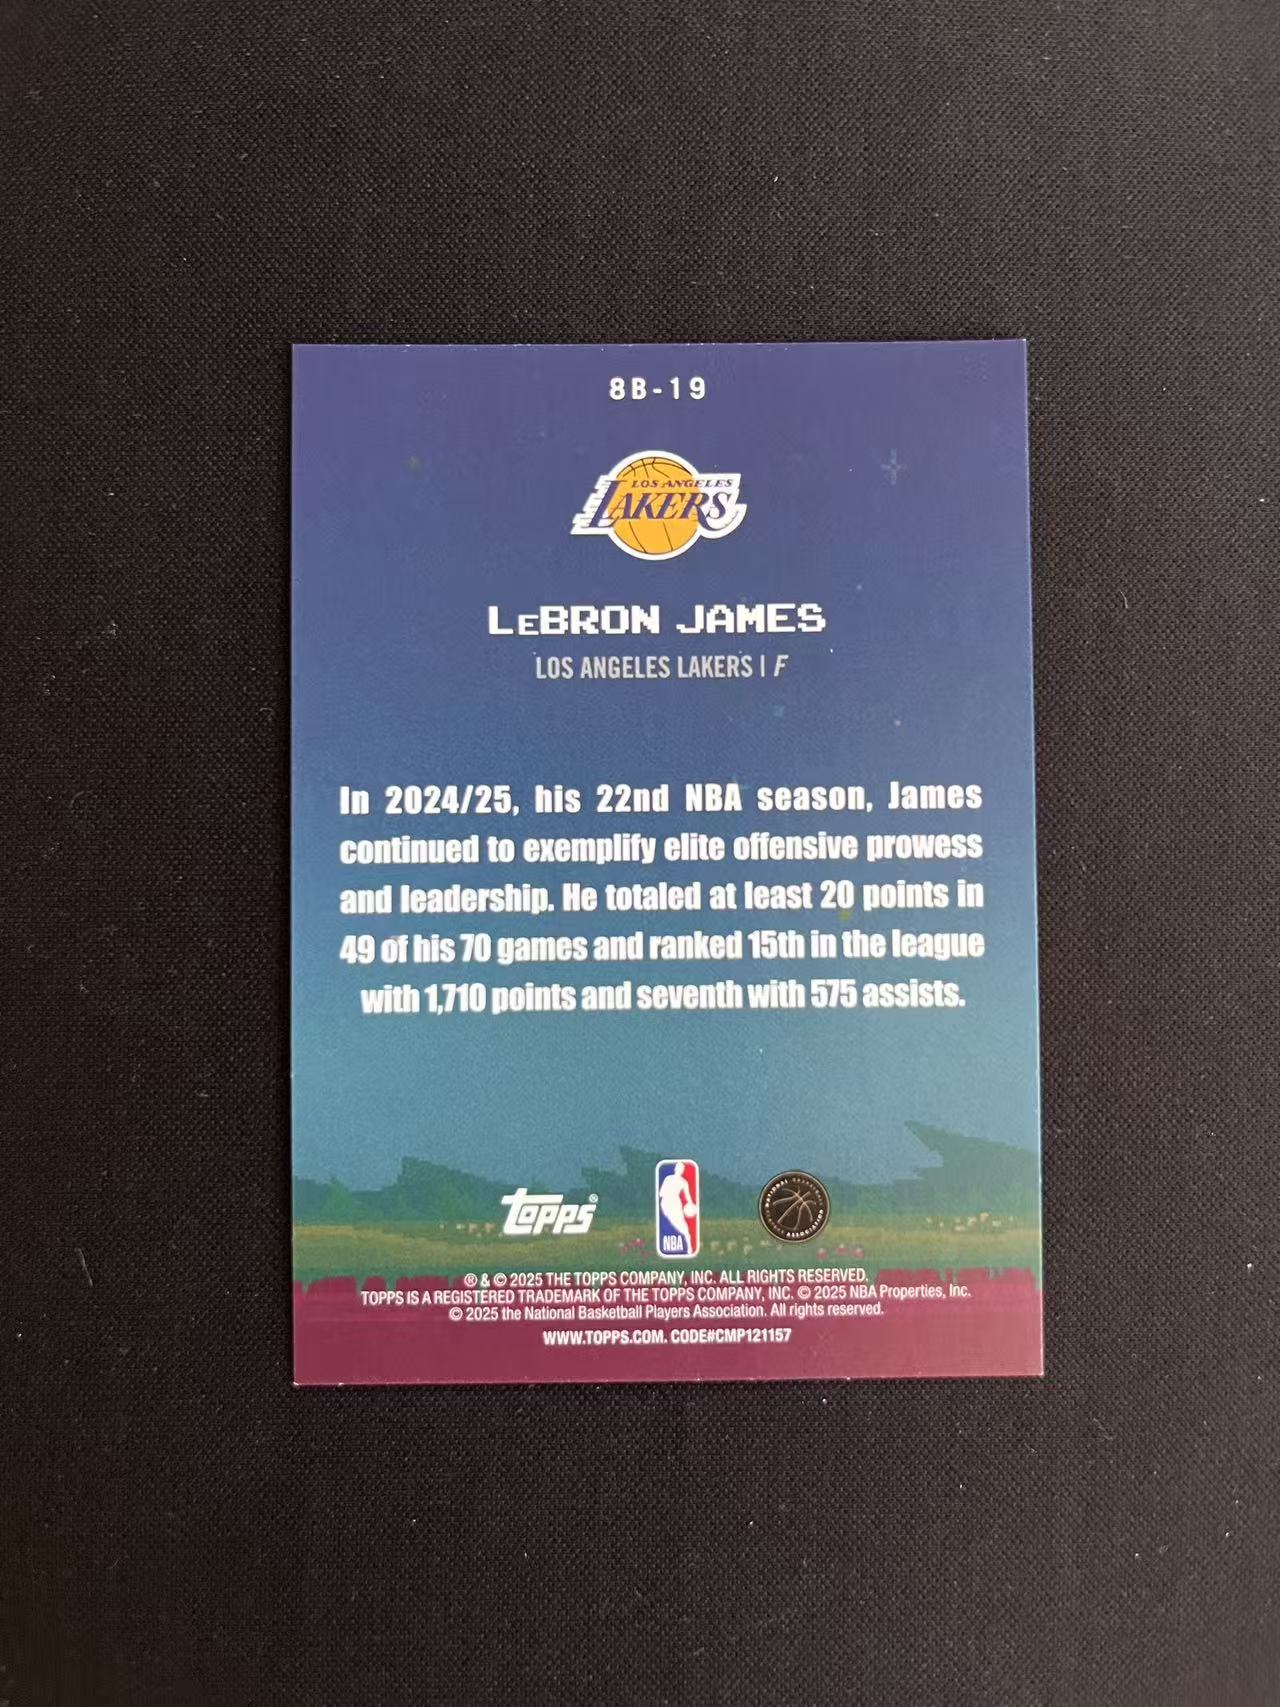 8B-19
LOS ANGELES
LAKERS
LeBRON JAMES
LOS ANGELES LAKERS | F
In 2024/25, his 22nd NBA season, James
continued to exemplify elite offensive prowess
and leadership. He totaled at least 20 points in
49 of his 70 games and ranked 15th in the league
with 1,710 points and seventh with 575 assists.
topps®
NBA
NATIONAL BASKETBALL
PLAYERS ASSOCIATION
® & © 2025 THE TOPPS COMPANY, INC. ALL RIGHTS RESERVED.
TOPPS IS A REGISTERED TRADEMARK OF THE TOPPS COMPANY, INC. © 2025 NBA Properties, Inc.
© 2025 the National Basketball Players Association. All rights reserved.
WWW.TOPPS.COM. CODE#CMP121157